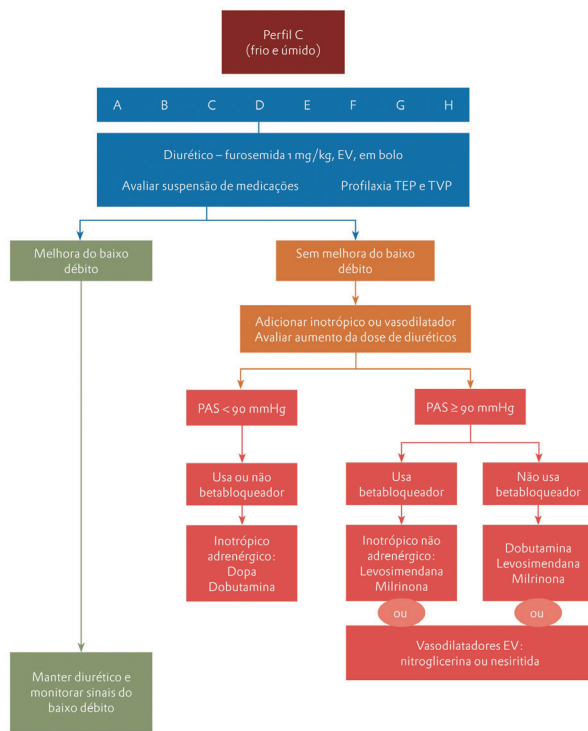 Perfil C
(frio e úmido)
A B C D E F G H
Diurético – furosemida 1 mg/kg, EV, em bolo
Avaliar suspensão de medicações Profilaxia TEP e TVP
Melhora do baixo
débito
Sem melhora do baixo
débito
Adicionar inotrópico ou vasodilatador
Avaliar aumento da dose de diuréticos
PAS < 90 mmHg
PAS ≥ 90 mmHg
Usa ou não
betabloqueador
Usa
betabloqueador
Não usa
betabloqueador
Inotrópico
adrenérgico:
Dopa
Dobutamina
Inotrópico não
adrenérgico:
Levosimendana
Milrinona
Dobutamina
Levosimendana
Milrinona
ou
ou
Vasodilatadores EV:
nitroglicerina ou nesiritida
Manter diurético e
monitorar sinais do
baixo débito